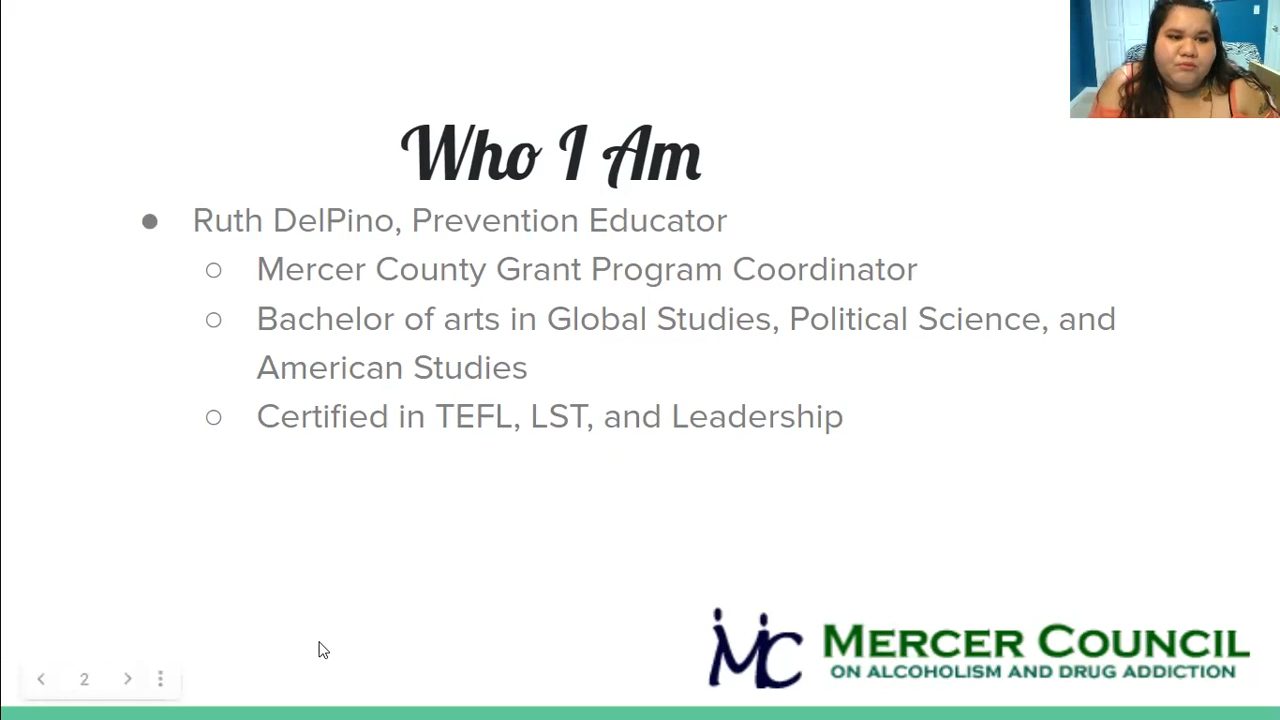 Who I Am
● Ruth DelPino, Prevention Educator
○ Mercer County Grant Program Coordinator
○ Bachelor of arts in Global Studies, Political Science, and
American Studies
○ Certified in TEFL, LST, and Leadership
MC MERCER COUNCIL
ON ALCOHOLISM AND DRUG ADDICTION
2